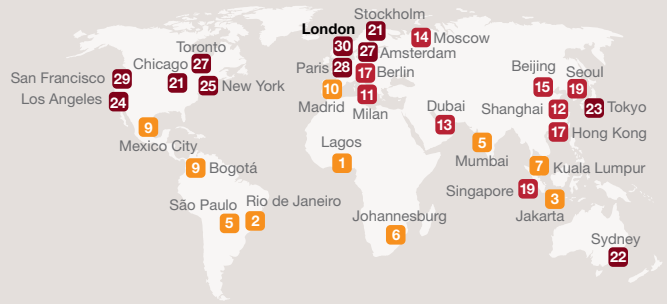 Stockholm
21
London
30
14 Moscow
Toronto
27
27 Amsterdam
Chicago
21
Paris 28
17 Berlin
Beijing
15
Seoul
19
San Francisco 29
25 New York
Los Angeles 24
10
Madrid
11
Milan
Dubai
13
Shanghai 12
23 Tokyo
9
Mexico City
17 Hong Kong
Lagos
1
5
Mumbai
9 Bogotá
7 Kuala Lumpur
Singapore 19
São Paulo
5
Rio de Janeiro
2
3
Jakarta
Johannesburg
6
Sydney
22